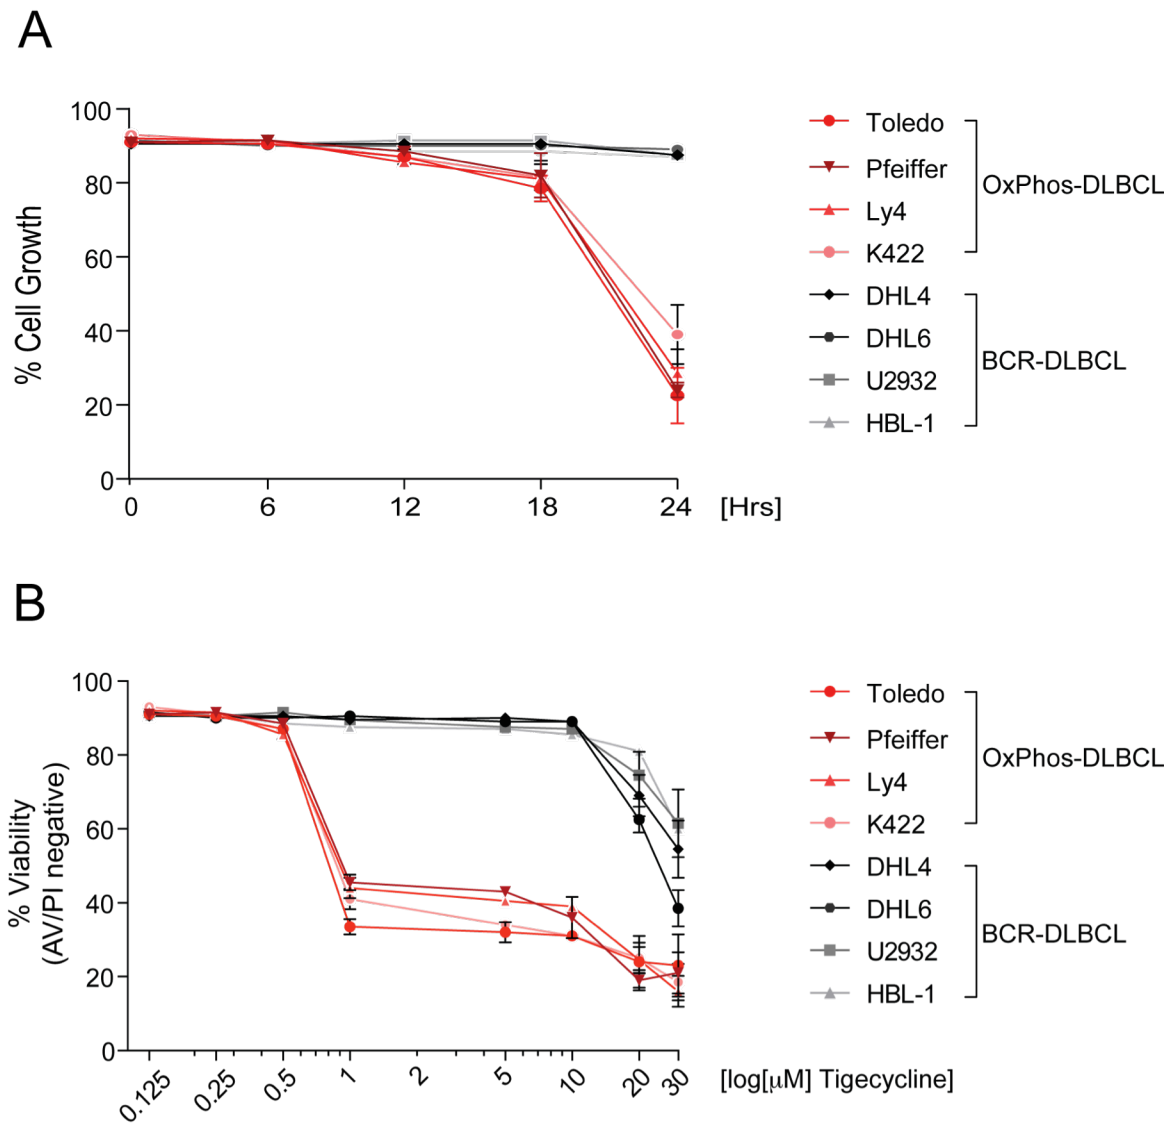 A
% Cell Growth
100
80
60
40
20
0
0 6 12 18 24 [Hrs]
Toledo
Pfeiffer
Ly4
K422
OxPhos-DLBCL
DHL4
DHL6
U2932
HBL-1
BCR-DLBCL
B
% Viability
(AV/PI negative)
100
80
60
40
20
0
0.125 0.25 0.5 1 2 5 10 20 30 [log[μM] Tigecycline]
Toledo
Pfeiffer
Ly4
K422
OxPhos-DLBCL
DHL4
DHL6
U2932
HBL-1
BCR-DLBCL